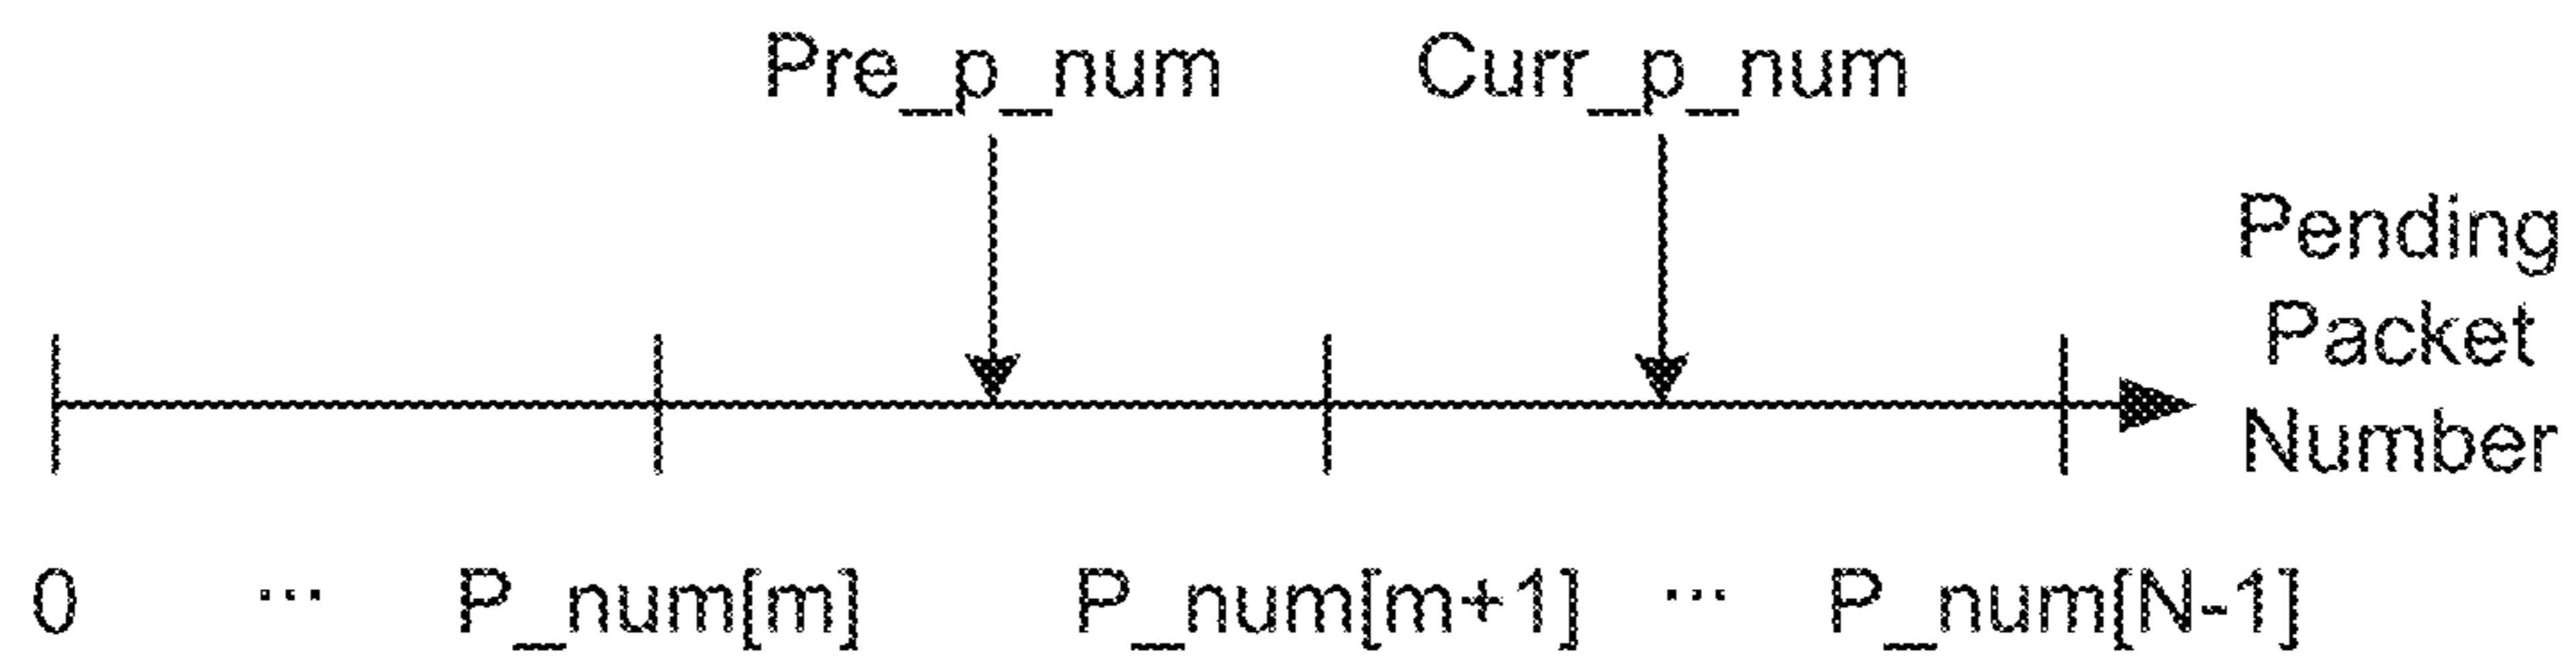 Pre_p_num Curr_p_num
Pending
Packet
Number
0 ... P_num[m] P_num[m+1] ... P_num[N-1]